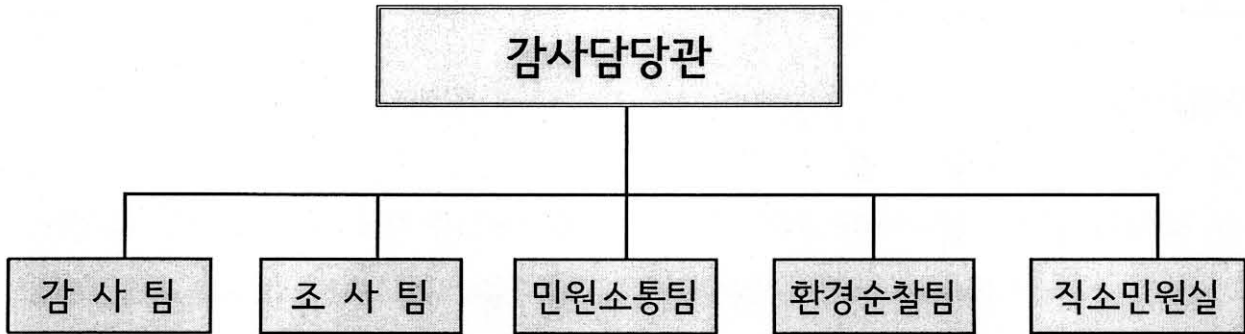 감사담당관
감 사 팀
조 사 팀
민원소통팀
환경순찰팀
직소민원실